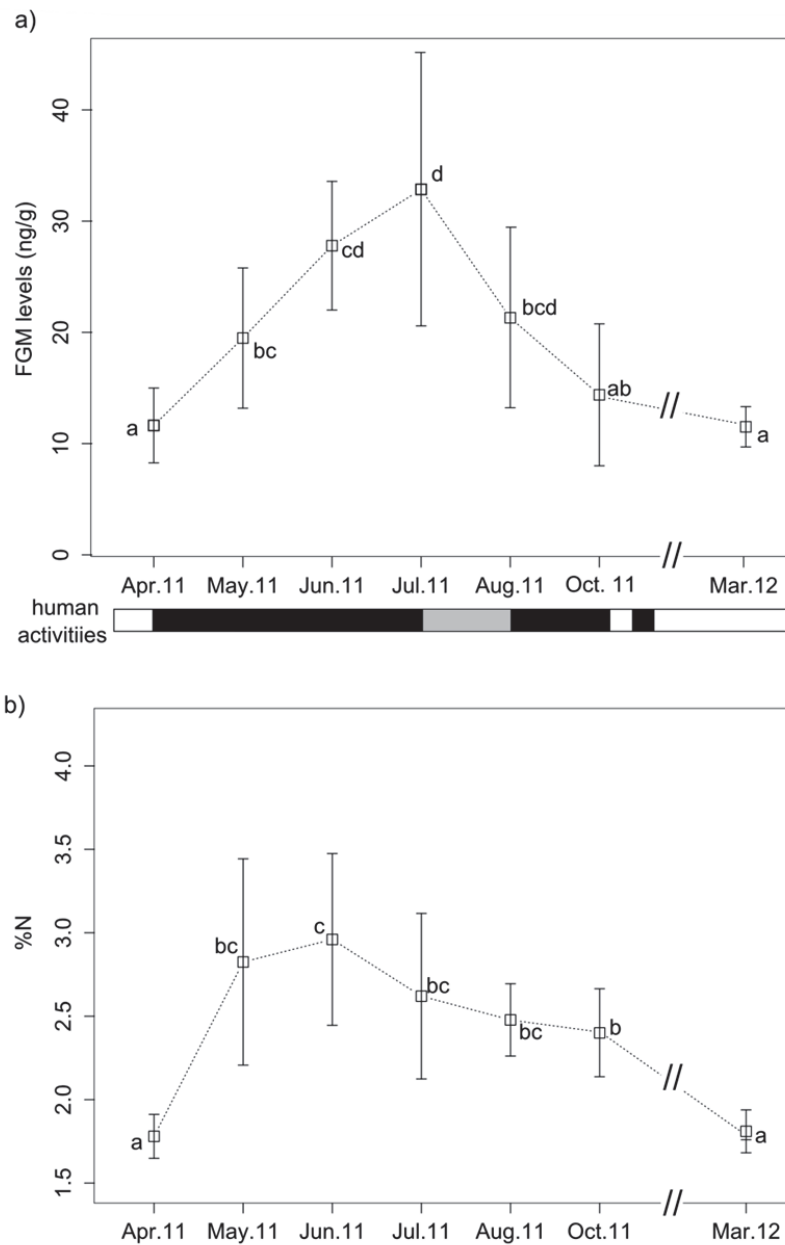 a)
FGM levels (ng/g)
0
10
20
30
40
a
bc
cd
d
bcd
ab
//
a
//
Apr.11 May.11 Jun.11 Jul.11 Aug.11 Oct. 11 Mar.12
human
activitiies
b)
%N
1.5
2.0
2.5
3.0
3.5
4.0
a
bc
c
bc
bc
b
//
a
//
Apr.11 May.11 Jun.11 Jul.11 Aug.11 Oct.11 Mar.12